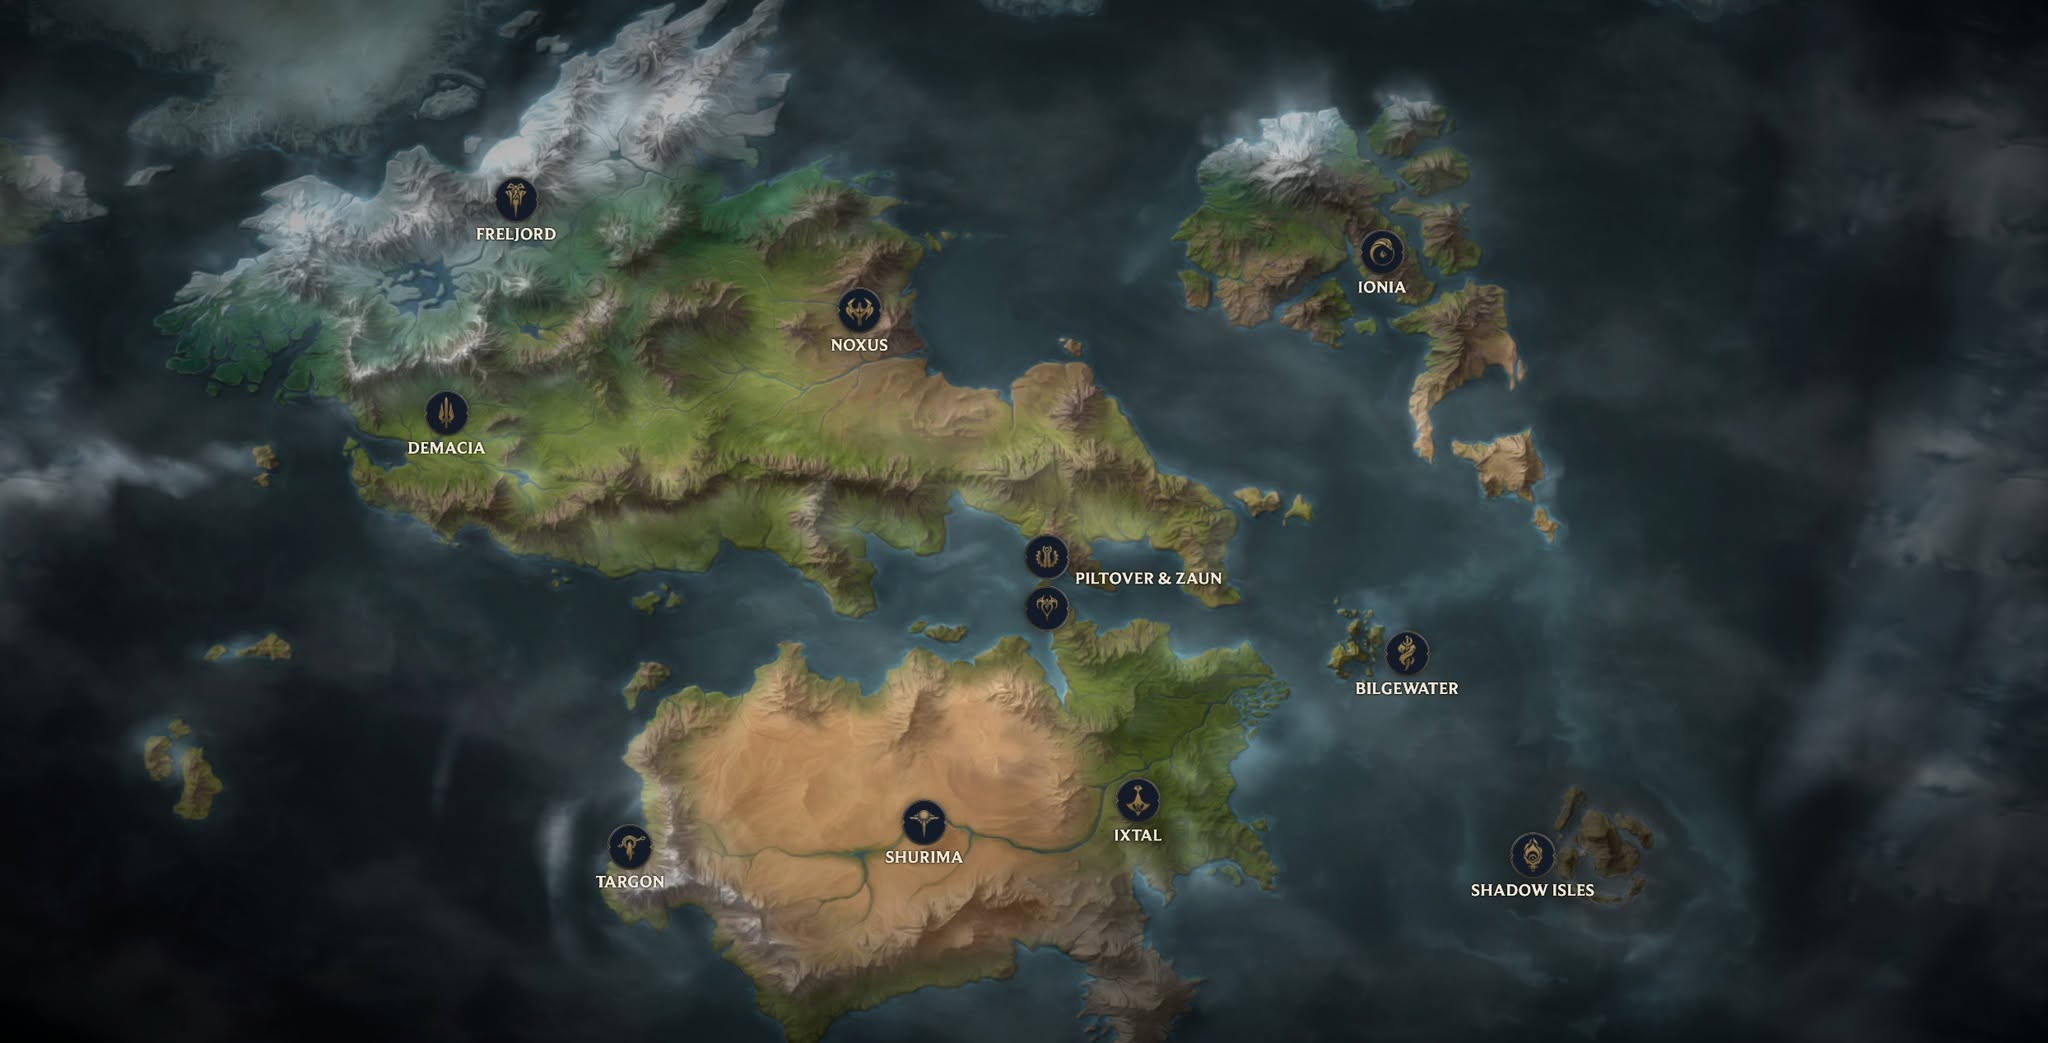 FRELJORD
IONIA
NOXUS
DEMACIA
PILTOVER & ZAUN
BILGEWATER
IXTAL
SHURIMA
TARGON
SHADOW ISLES